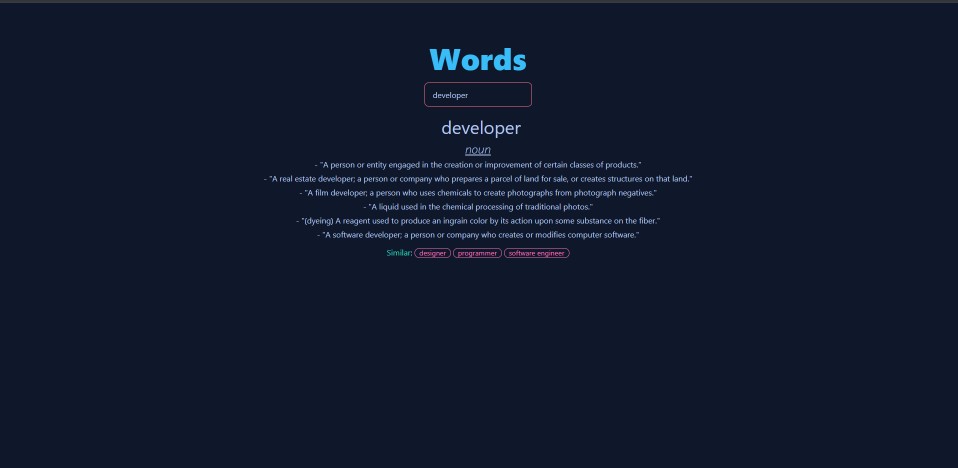 Words
developer
developer
noun
- "A person or entity engaged in the creation or improvement of certain classes of products."
- "A real estate developer; a person or company who prepares a parcel of land for sale, or creates structures on that land."
- "A film developer; a person who uses chemicals to create photographs from photograph negatives."
- "A liquid used in the chemical processing of traditional photos."
- "(dyeing) A reagent used to produce an ingrain color by its action upon some substance on the fiber."
- "A software developer; a person or company who creates or modifies computer software."
Similar: designer programmer software engineer